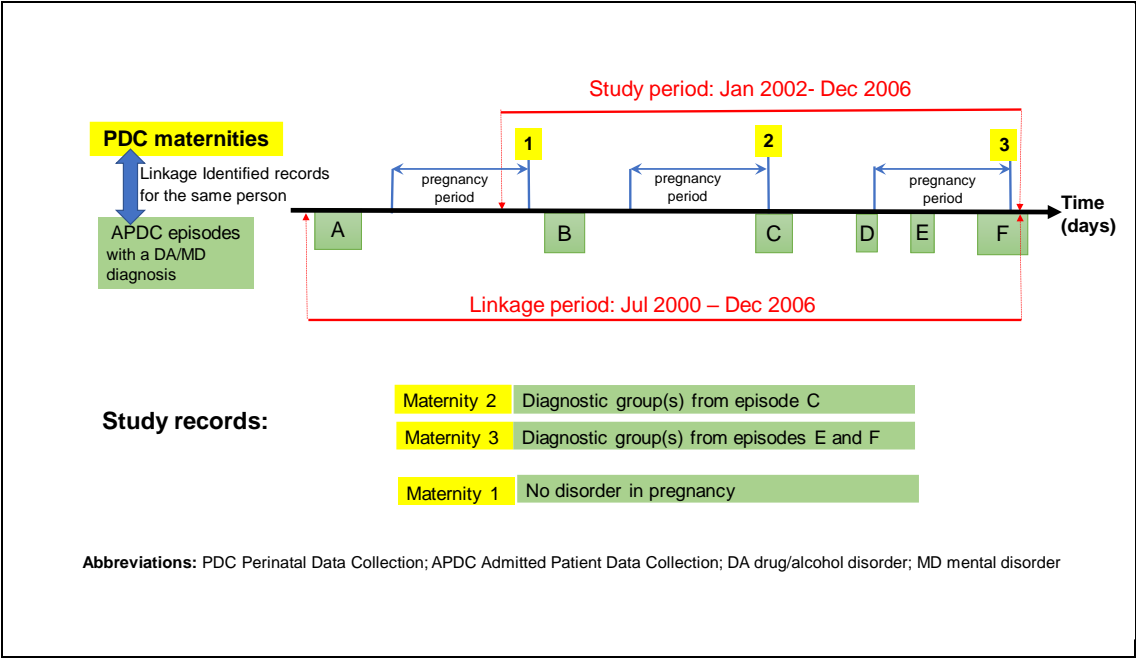 Study period: Jan 2002- Dec 2006
PDC maternities
Linkage Identified records
for the same person
APDC episodes
with a DA/MD
diagnosis
1
2
3
pregnancy
period
pregnancy
period
pregnancy
period
Time
(days)
A
B
C
D
E
F
Linkage period: Jul 2000 – Dec 2006
Study records:
Maternity 2 Diagnostic group(s) from episode C
Maternity 3 Diagnostic group(s) from episodes E and F
Maternity 1 No disorder in pregnancy
Abbreviations: PDC Perinatal Data Collection; APDC Admitted Patient Data Collection; DA drug/alcohol disorder; MD mental disorder